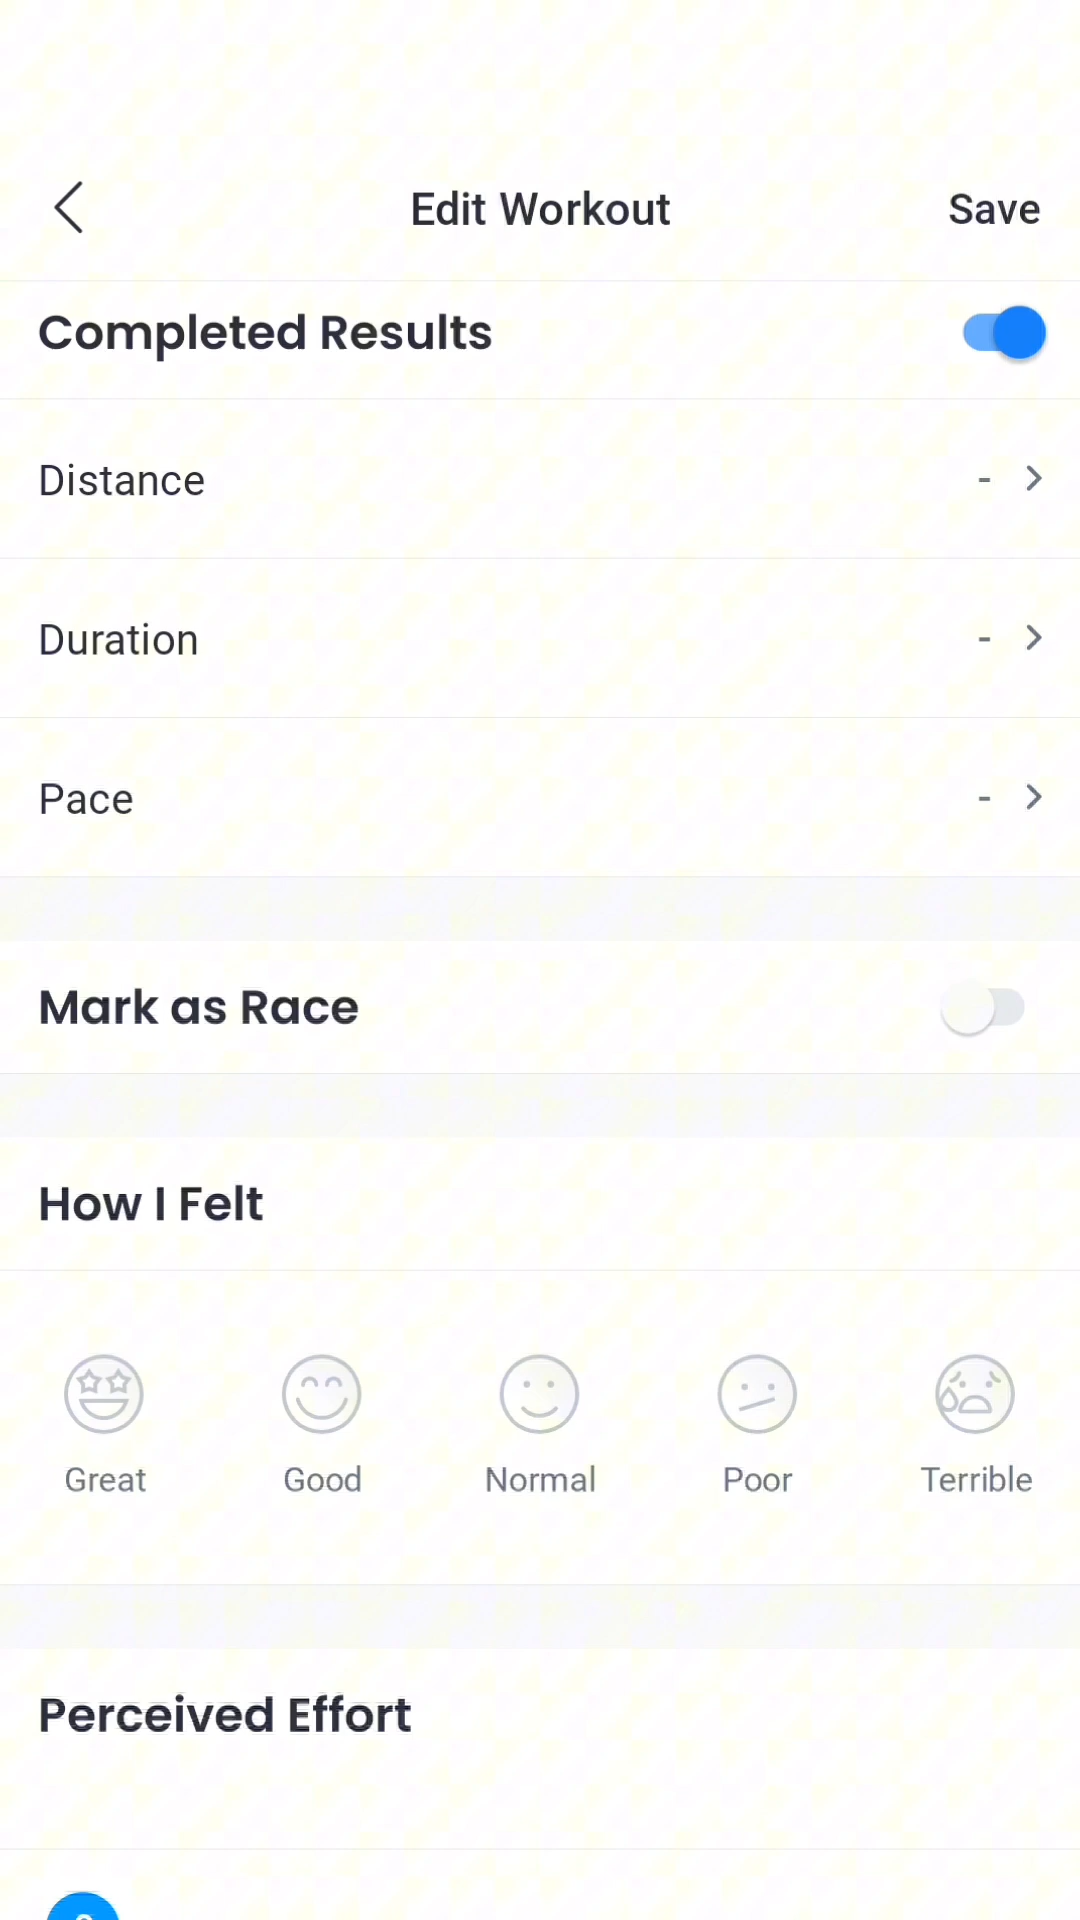 Edit Workout
Save
Completed Results
Distance -
Duration -
Pace -
Mark as Race
How I Felt
Great Good Normal Poor Terrible
Perceived Effort